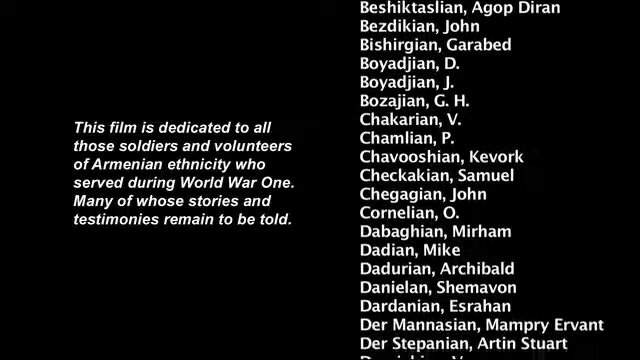 This film is dedicated to all
those soldiers and volunteers
of Armenian ethnicity who
served during World War One.
Many of whose stories and
testimonies remain to be told.
Beshiktaslian, Agop Diran
Bezdikian, John
Bishirgian, Garabed
Boyadjian, D.
Boyadjian, J.
Bozajian, G. H.
Chakarian, V.
Chamlian, P.
Chavooshian, Kevork
Checkakian, Samuel
Chegagian, John
Cornelian, O.
Dabaghian, Mirham
Dadian, Mike
Dadurian, Archibald
Danielan, Shemavon
Dardanian, Esrahan
Der Mannasian, Mampry Ervant
Der Stepanian, Artin Stuart